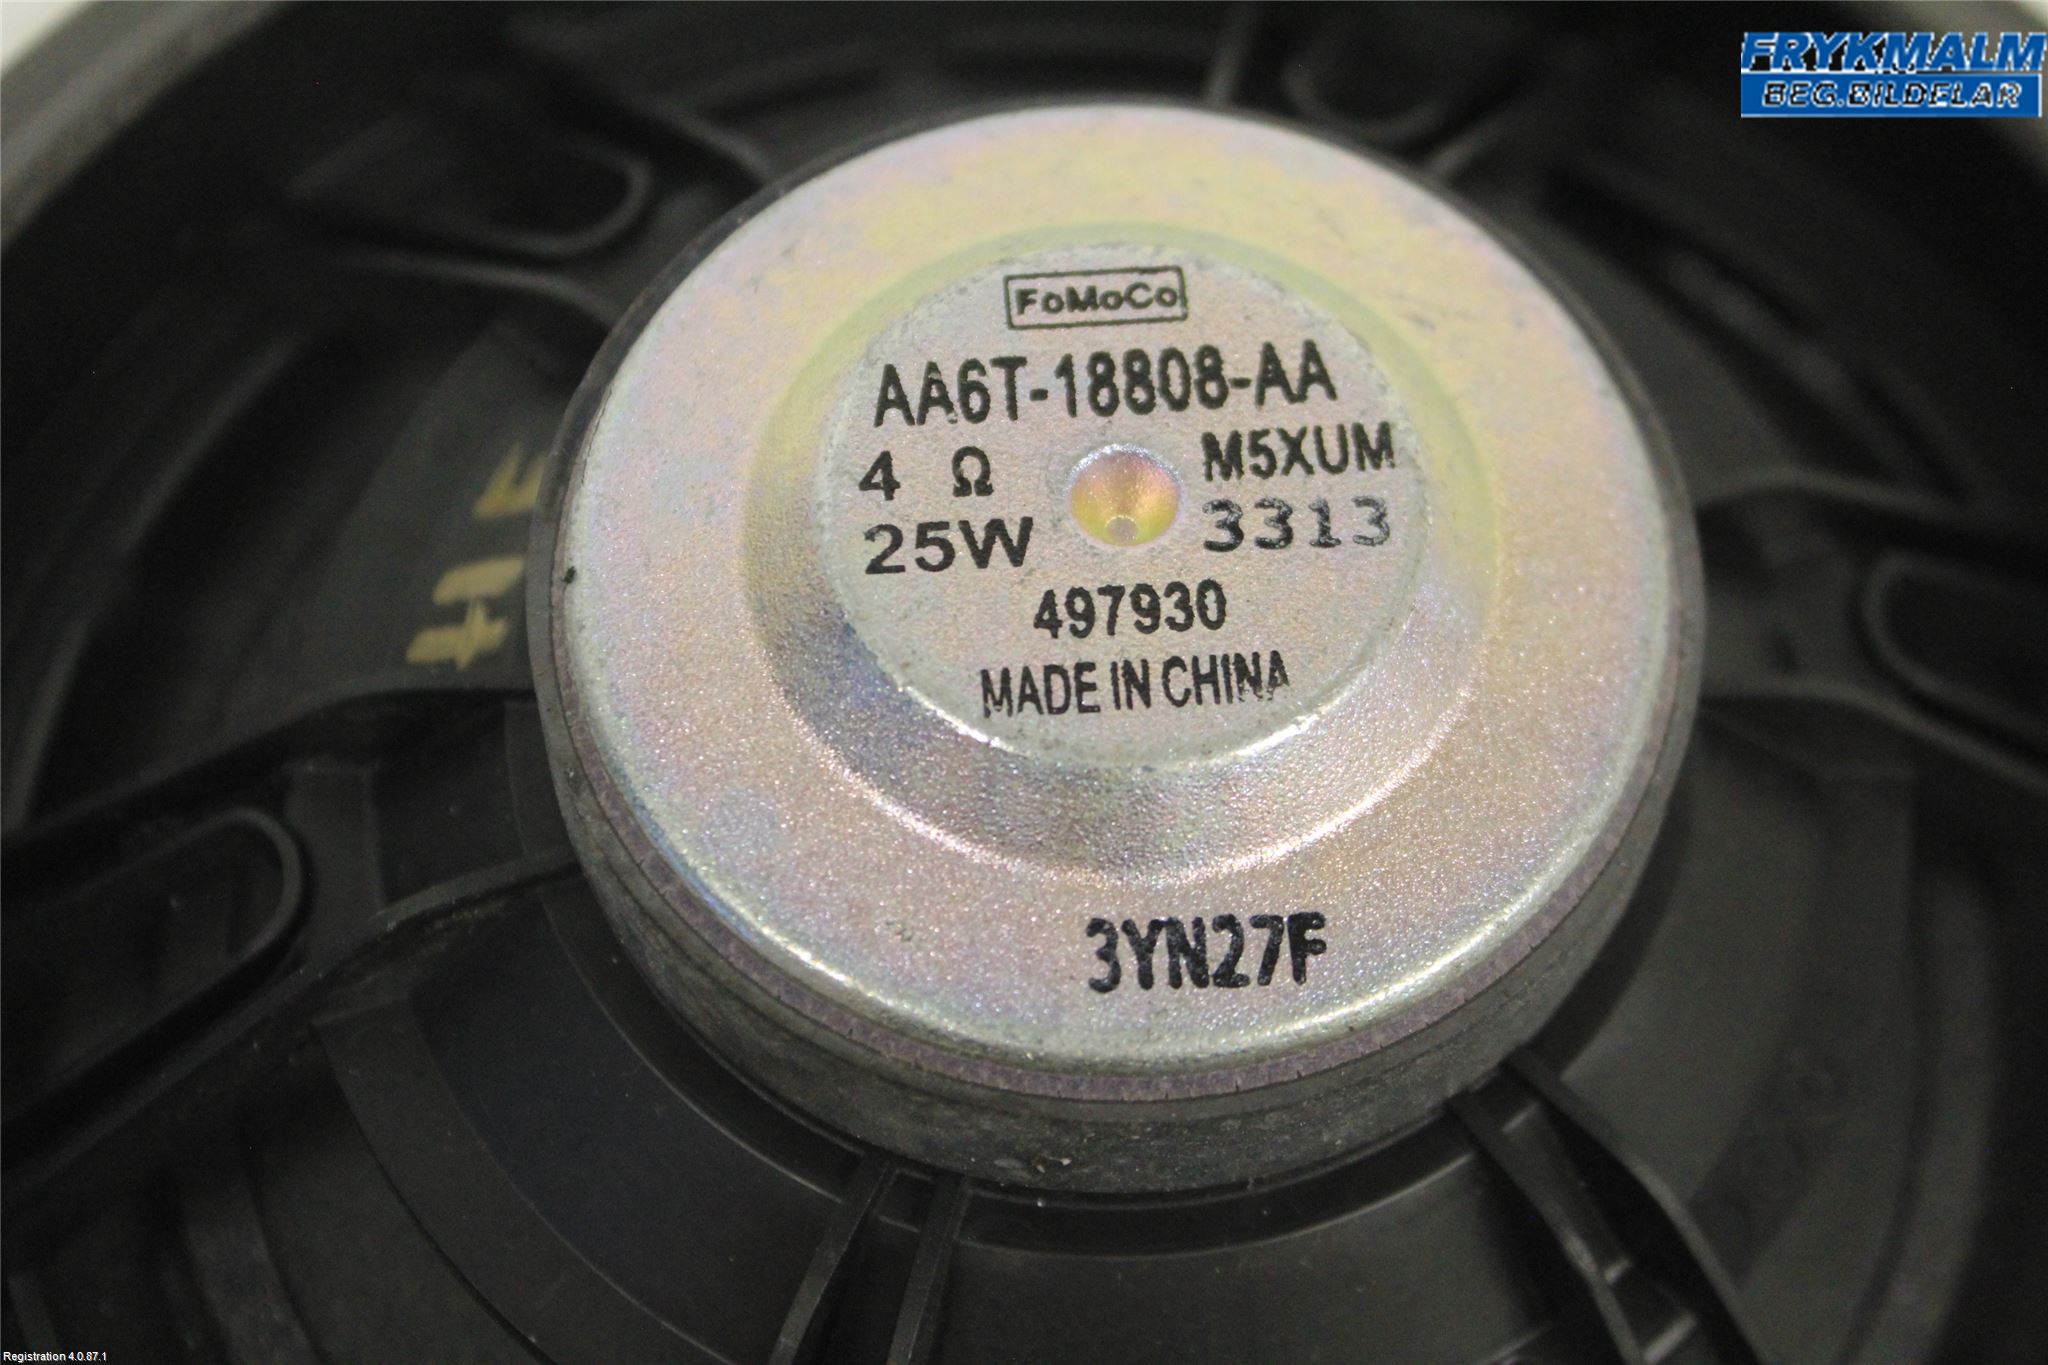 FRYKMALM
BEG.BILDELAR
FoMoCo
AA6T-18808-AA
4 Ω M5XUM
25W 3313
497930
MADE IN CHINA
3YN27F
Registration 4.0.87.1